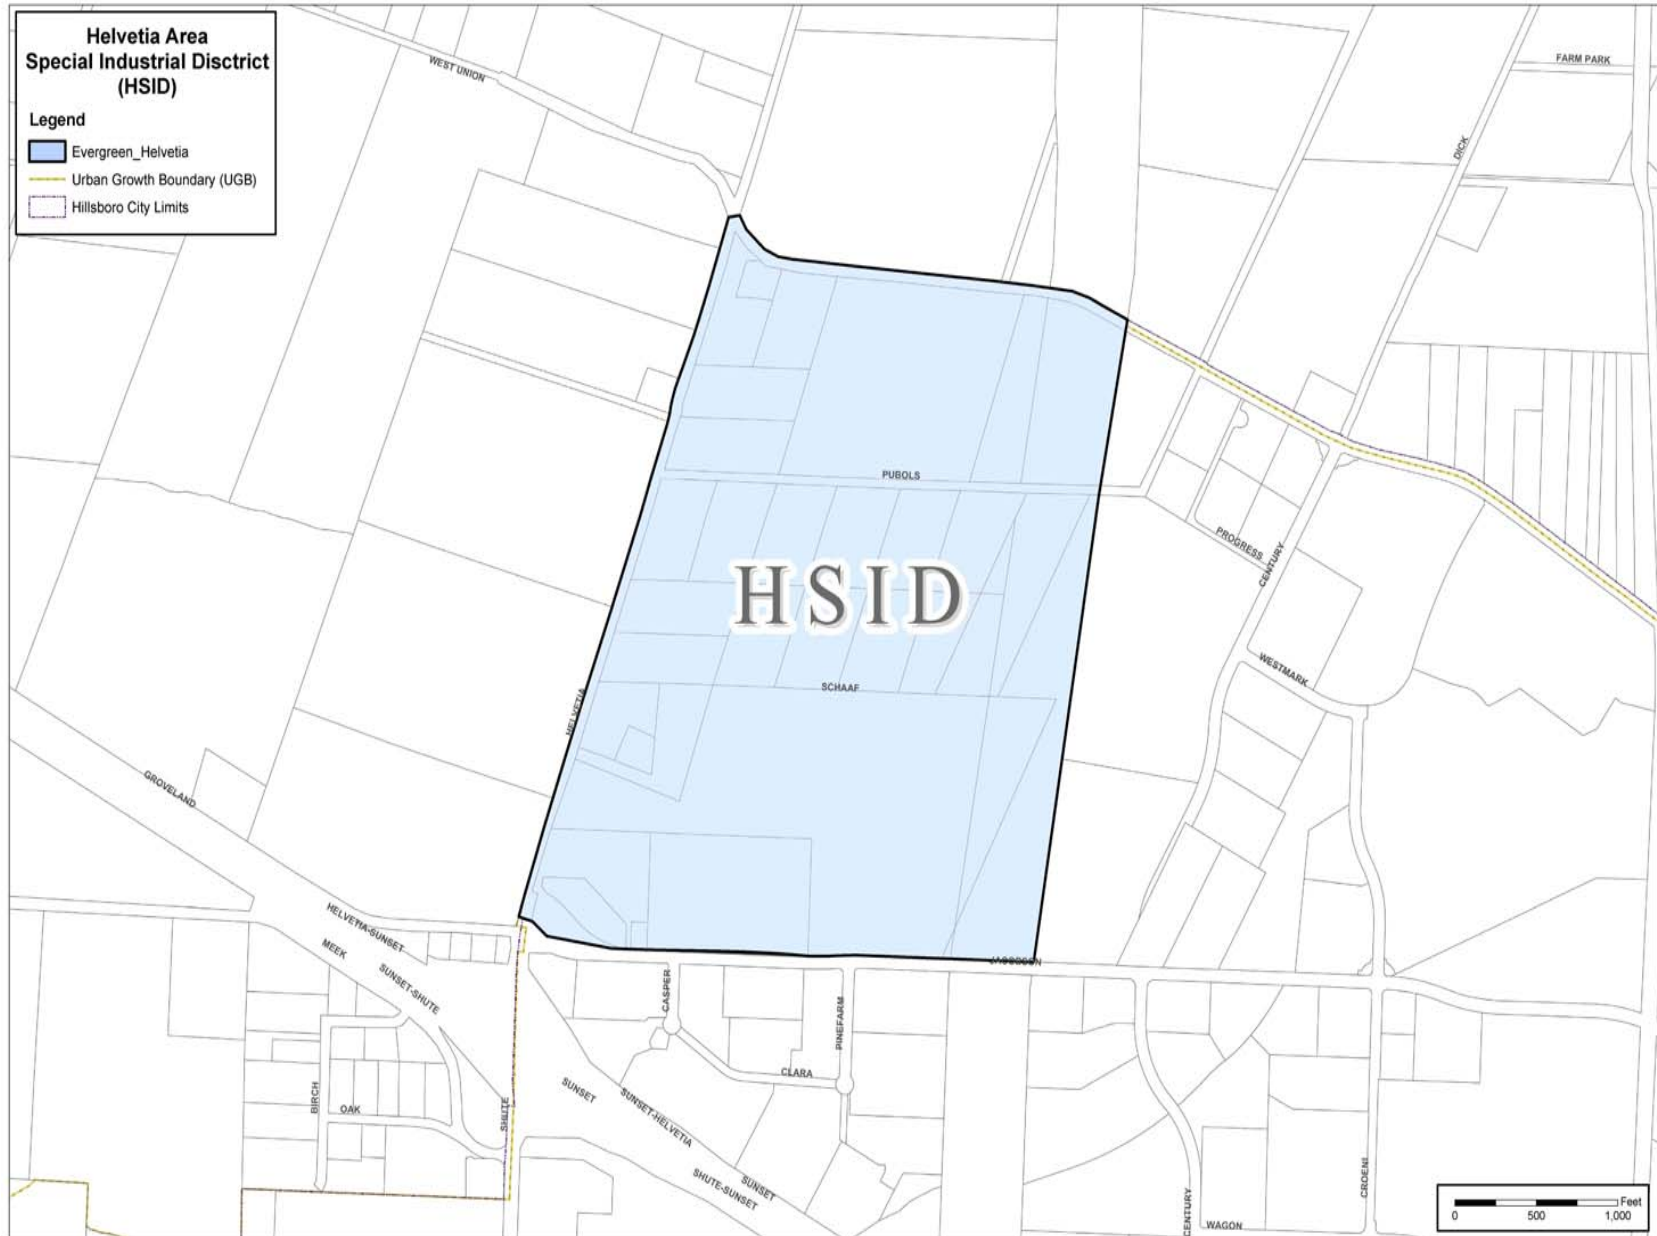 Helvetia Area
Special Industrial Disctrict
(HSID)
Legend
Evergreen_Helvetia
Urban Growth Boundary (UGB)
Hillsboro City Limits
WEST UNION
FARM PARK
DICK
PUBOLS
PROGRESS
CENTURY
HSID
WESTMARK
SCHAAF
HELVETIA
GROVELAND
HELVETIA-SUNSET
MEEK
SUNSET-SHUTE
JACOBSON
CASPER
PINEFARM
CLARA
BIRCH
OAK
SHUTE
SUNSET
SUNSET-HELVETIA
SUNSET
SHUTE-SUNSET
CENTURY
CROENI
WAGON
Feet
0 500 1,000